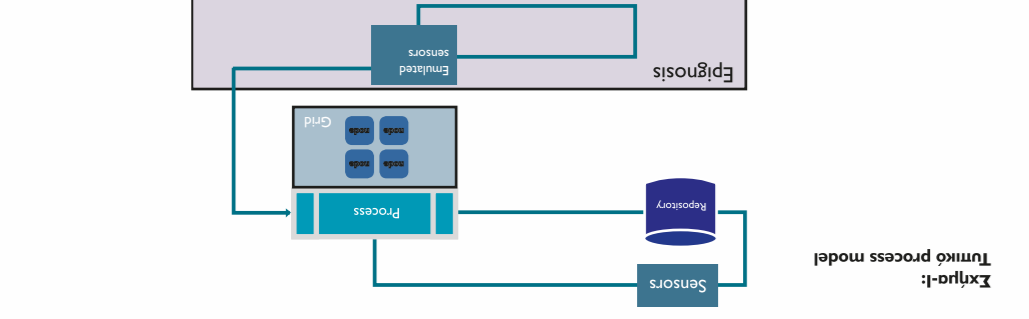 Σχήμα-1:
Τυπικό process model
Sensors
Repository
Process
node
node
node
node
Grid
Epignosis
Emulated
sensors